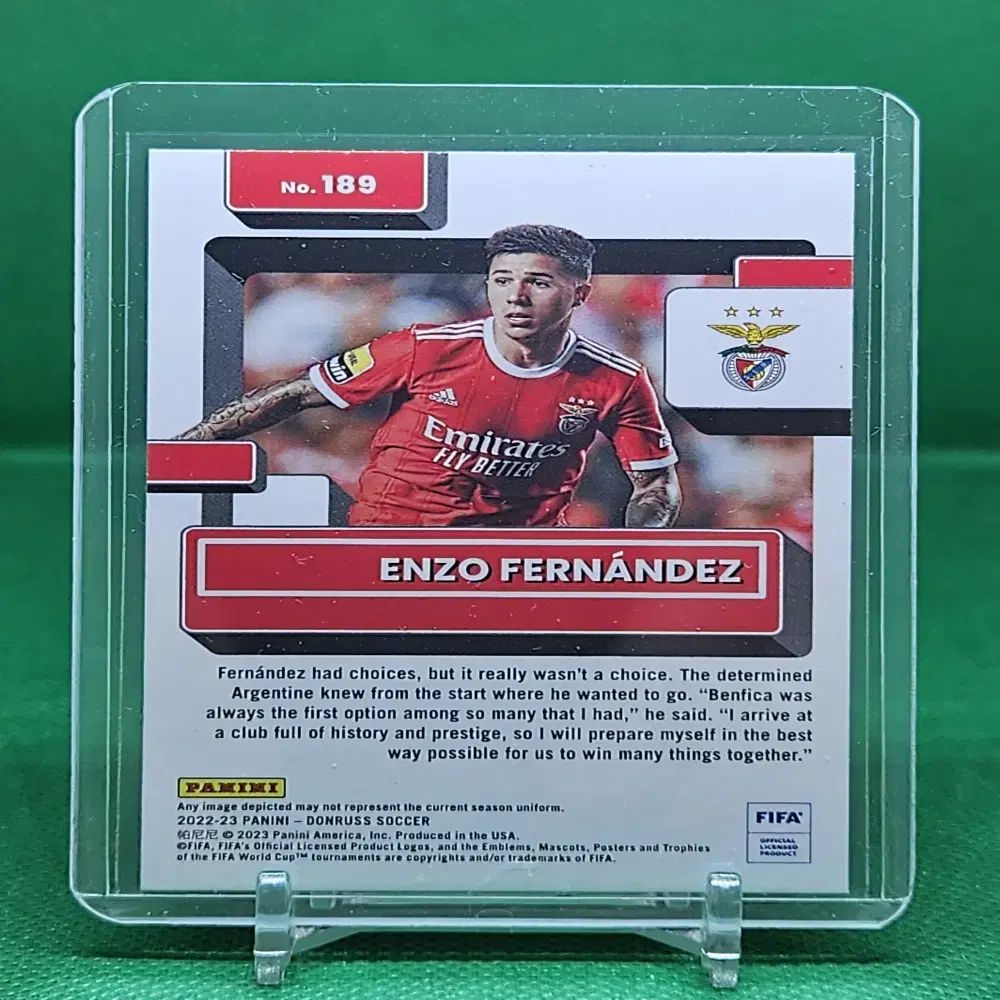 No. 189
adidas
Emirates
FLY BETTER
ENZO FERNÁNDEZ
Fernández had choices, but it really wasn't a choice. The determined
Argentine knew from the start where he wanted to go. “Benfica was
always the first option among so many that I had,” he said. “I arrive at
a club full of history and prestige, so I will prepare myself in the best
way possible for us to win many things together.”
PANINI
Any image depicted may not represent the current season uniform.
2022-23 PANINI – DONRUSS SOCCER
帕尼尼 © 2023 Panini America, Inc. Produced in the USA.
©FIFA, FIFA's Official Licensed Product Logos, and the Emblems, Mascots, Posters and Trophies
of the FIFA World Cup™ tournaments are copyrights and/or trademarks of FIFA.
FIFA
OFFICIAL
LICENSED
PRODUCT